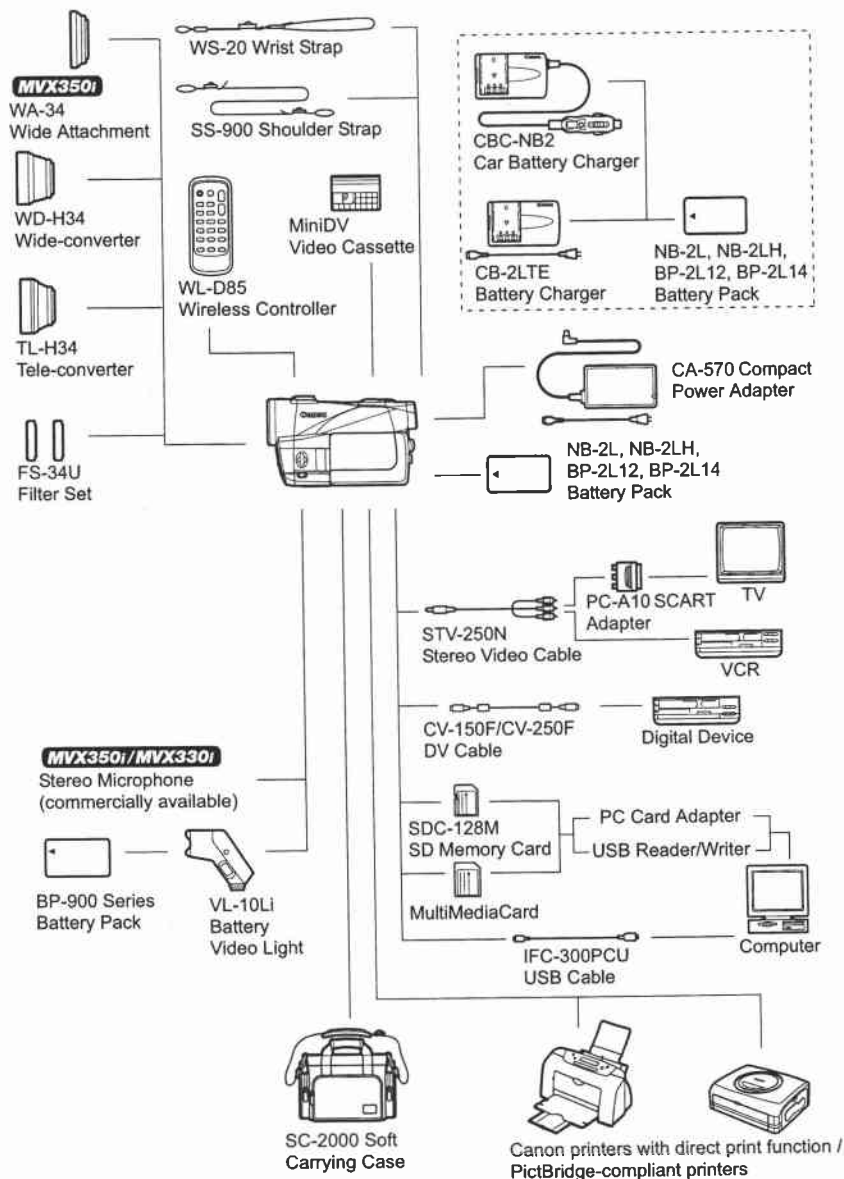 WS-20 Wrist Strap
MVX350i
WA-34
Wide Attachment
SS-900 Shoulder Strap
CBC-NB2
Car Battery Charger
WD-H34
Wide-converter
MiniDV
Video Cassette
WL-D85
Wireless Controller
CB-2LTE
Battery Charger
NB-2L, NB-2LH,
BP-2L12, BP-2L14
Battery Pack
TL-H34
Tele-converter
CA-570 Compact
Power Adapter
Canon
FS-34U
Filter Set
NB-2L, NB-2LH,
BP-2L12, BP-2L14
Battery Pack
PC-A10 SCART
Adapter
TV
STV-250N
Stereo Video Cable
VCR
CV-150F/CV-250F
DV Cable
Digital Device
MVX350i/MVX330i
Stereo Microphone
(commercially available)
SDC-128M
SD Memory Card
PC Card Adapter
USB Reader/Writer
MultiMediaCard
BP-900 Series
Battery Pack
VL-10Li
Battery
Video Light
IFC-300PCU
USB Cable
Computer
SC-2000 Soft
Carrying Case
Canon printers with direct print function /
PictBridge-compliant printers